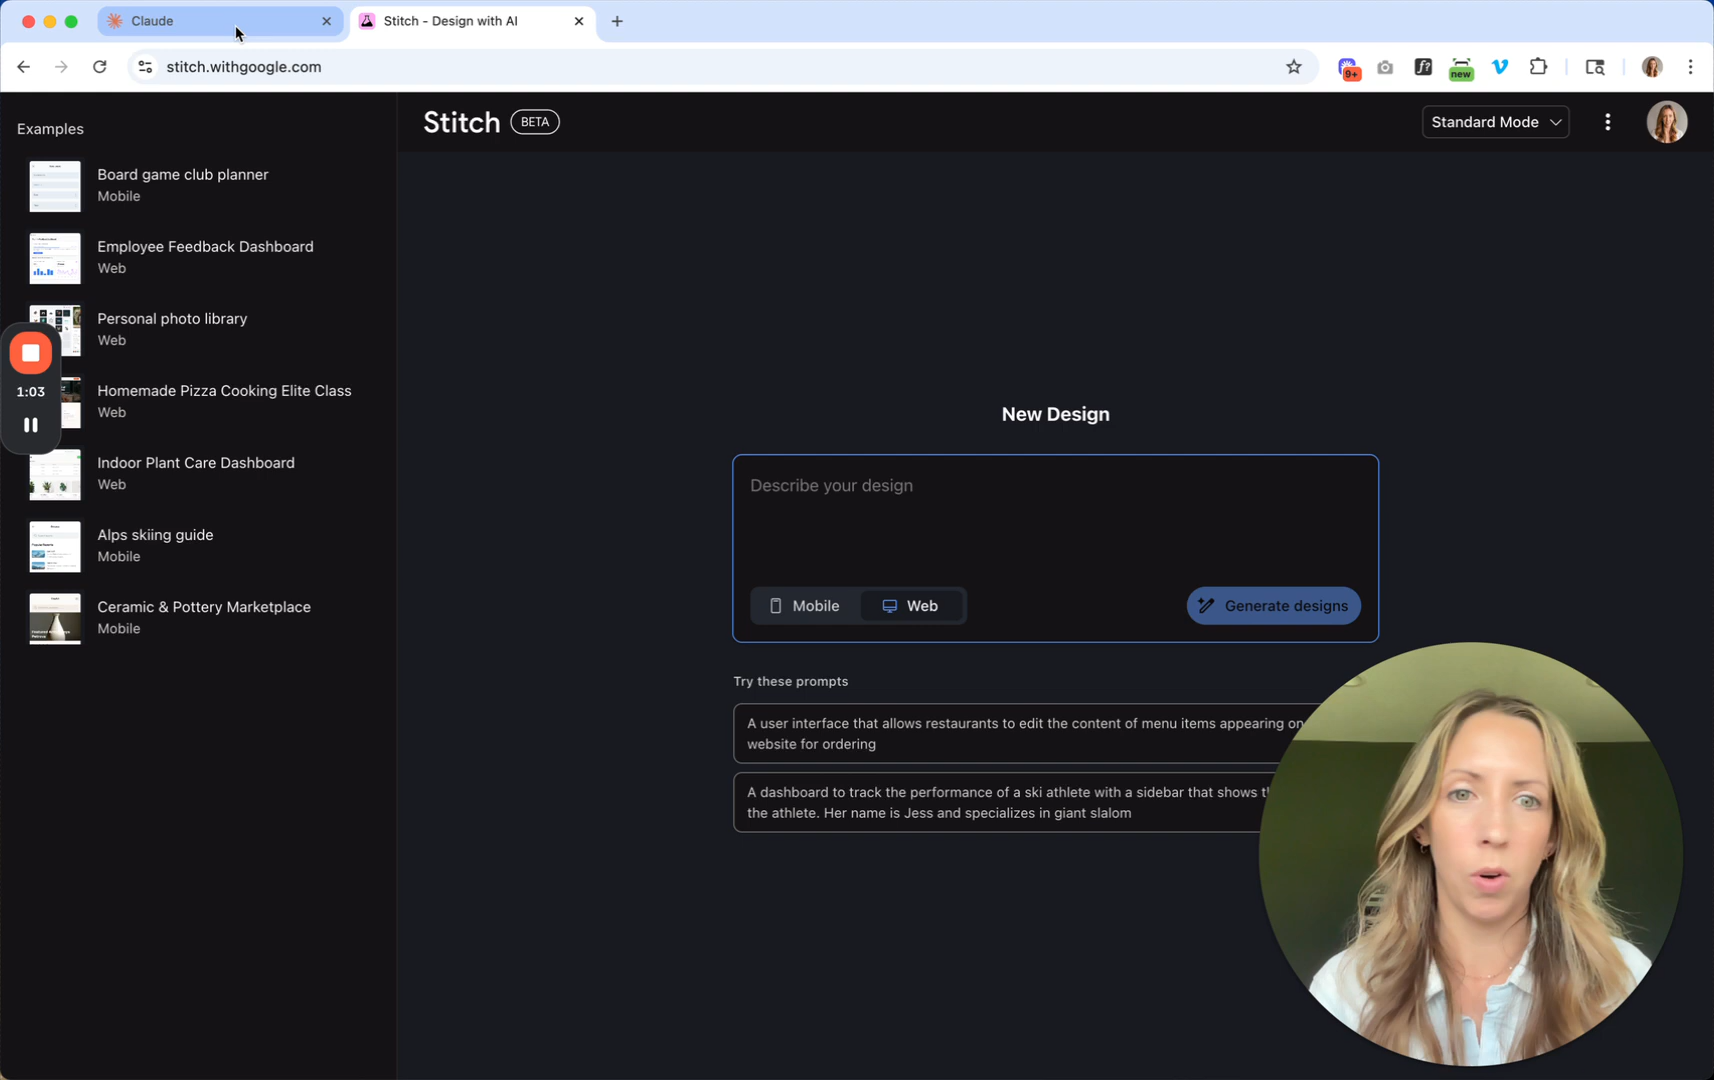 Claude
Stitch - Design with AI
stitch.withgoogle.com
9+
f?
new
Examples
Board game club planner
Mobile
Employee Feedback Dashboard
Web
Personal photo library
Web
1:03
Homemade Pizza Cooking Elite Class
Web
Indoor Plant Care Dashboard
Web
Alps skiing guide
Mobile
Ceramic & Pottery Marketplace
Mobile
Stitch BETA
Standard Mode
New Design
Describe your design
Mobile
Web
Generate designs
Try these prompts
A user interface that allows restaurants to edit the content of menu items appearing on
website for ordering
A dashboard to track the performance of a ski athlete with a sidebar that shows
the athlete. Her name is Jess and specializes in giant slalom